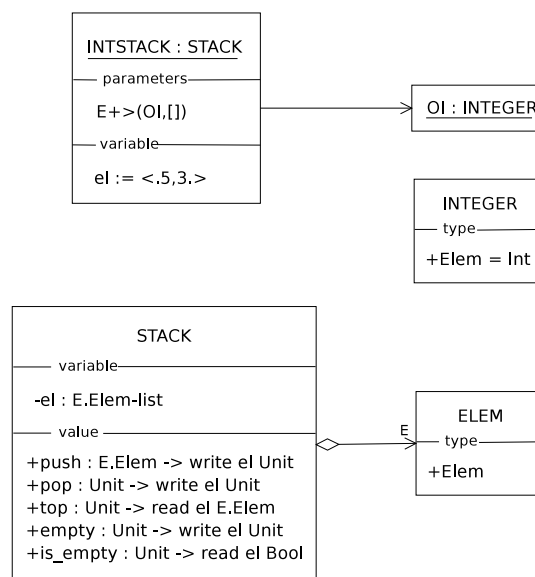 INTSTACK : STACK
parameters
E+>(OI,[])
variable
el := <.5,3.>
OI : INTEGER
INTEGER
type
+Elem = Int
STACK
variable
-el : E.Elem-list
value
+push : E.Elem -> write el Unit
+pop : Unit -> write el Unit
+top : Unit -> read el E.Elem
+empty : Unit -> write el Unit
+is_empty : Unit -> read el Bool
E
ELEM
type
+Elem